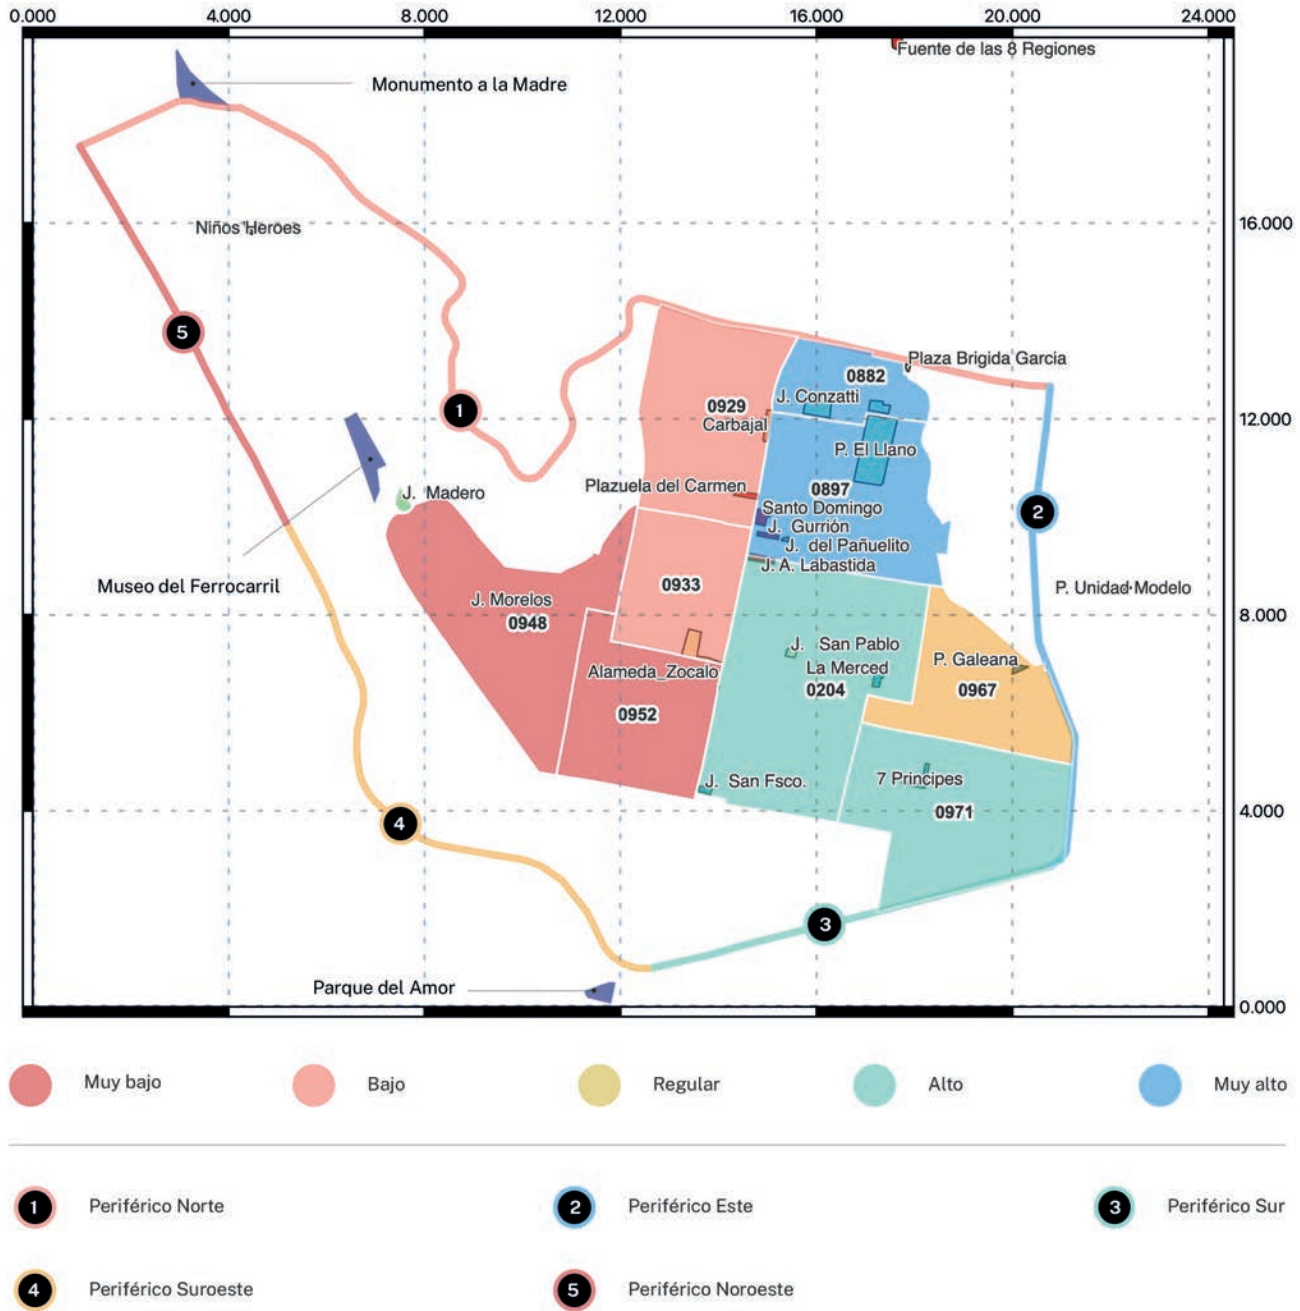 0.000 4.000 8.000 12.000 16.000 20.000 24.000
Fuente de las 8 Regiones
Monumento a la Madre
16.000
Niños Heroes
5
Plaza Brigida Garcia
0882
J. Conzatti
1
0929
12.000
Carbajal
P. El Llano
Plazuela del Carmen
0897
J. Madero
Santo Domingo
2
J. Gurrión
J. del Pañuelito
J. A. Labastida
Museo del Ferrocarril
0933
P. Unidad Modelo
J. Morelos
0948
8.000
J. San Pablo
Alameda_Zocalo
La Merced
P. Galeana
0204
0967
0952
J. San Fsco.
7 Principes
4
0971
4.000
3
Parque del Amor
0.000
Muy bajo
Bajo
Regular
Alto
Muy alto
1 Periférico Norte
2 Periférico Este
3 Periférico Sur
4 Periférico Suroeste
5 Periférico Noroeste